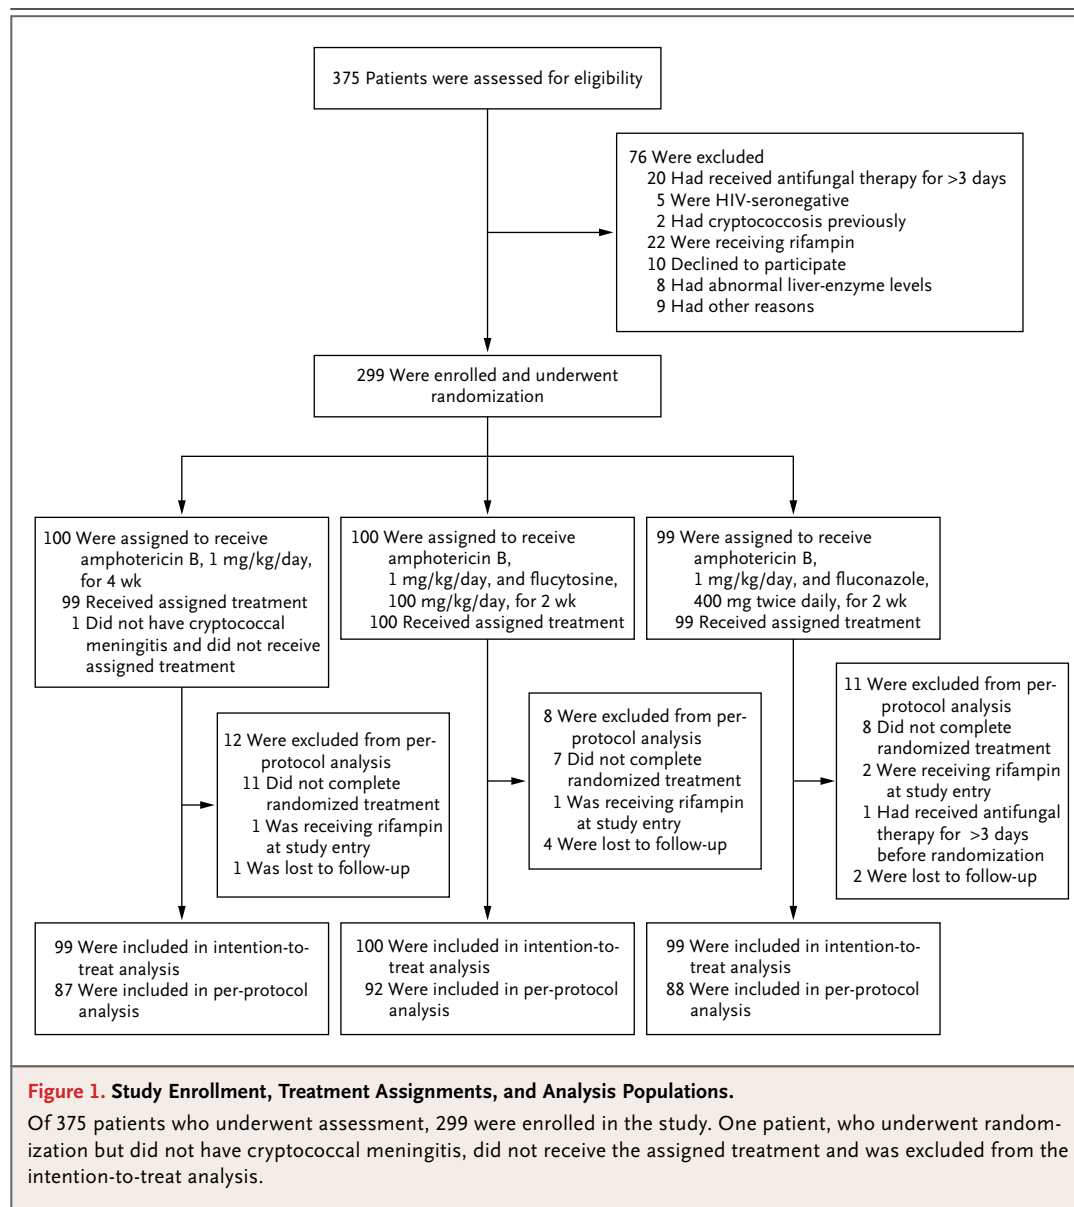 375 Patients were assessed for eligibility
76 Were excluded
20 Had received antifungal therapy for >3 days
5 Were HIV-seronegative
2 Had cryptococcosis previously
22 Were receiving rifampin
10 Declined to participate
8 Had abnormal liver-enzyme levels
9 Had other reasons
299 Were enrolled and underwent
randomization
100 Were assigned to receive
amphotericin B, 1 mg/kg/day,
for 4 wk
99 Received assigned treatment
1 Did not have cryptococcal
meningitis and did not receive
assigned treatment
100 Were assigned to receive
amphotericin B,
1 mg/kg/day, and flucytosine,
100 mg/kg/day, for 2 wk
100 Received assigned treatment
99 Were assigned to receive
amphotericin B,
1 mg/kg/day, and fluconazole,
400 mg twice daily, for 2 wk
99 Received assigned treatment
12 Were excluded from per-
protocol analysis
11 Did not complete
randomized treatment
1 Was receiving rifampin
at study entry
1 Was lost to follow-up
8 Were excluded from per-
protocol analysis
7 Did not complete
randomized treatment
1 Was receiving rifampin
at study entry
4 Were lost to follow-up
11 Were excluded from per-
protocol analysis
8 Did not complete
randomized treatment
2 Were receiving rifampin
at study entry
1 Had received antifungal
therapy for >3 days
before randomization
2 Were lost to follow-up
99 Were included in intention-to-
treat analysis
87 Were included in per-protocol
analysis
100 Were included in intention-to-
treat analysis
92 Were included in per-protocol
analysis
99 Were included in intention-to-
treat analysis
88 Were included in per-protocol
analysis
Figure 1. Study Enrollment, Treatment Assignments, and Analysis Populations.
Of 375 patients who underwent assessment, 299 were enrolled in the study. One patient, who underwent random-
ization but did not have cryptococcal meningitis, did not receive the assigned treatment and was excluded from the
intention-to-treat analysis.